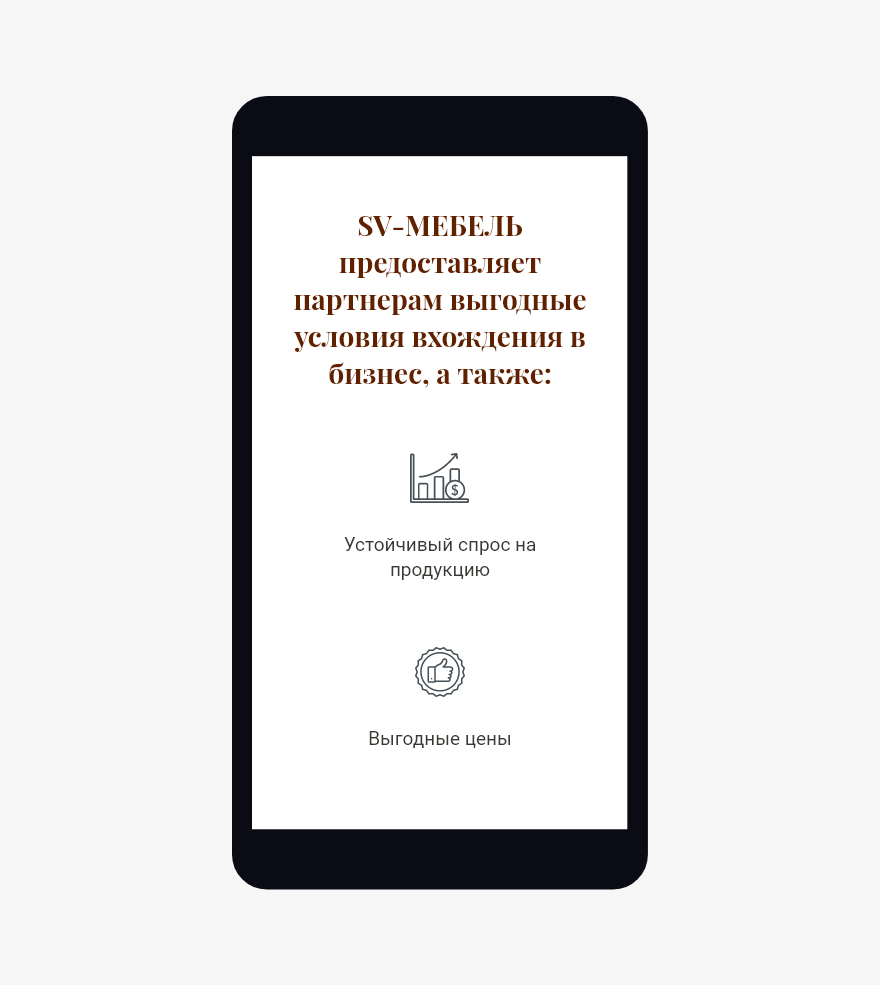 SV-МЕБЕЛЬ
предоставляет
партнерам выгодные
условия вхождения в
бизнес, а также:
$
Устойчивый спрос на
продукцию
Выгодные цены